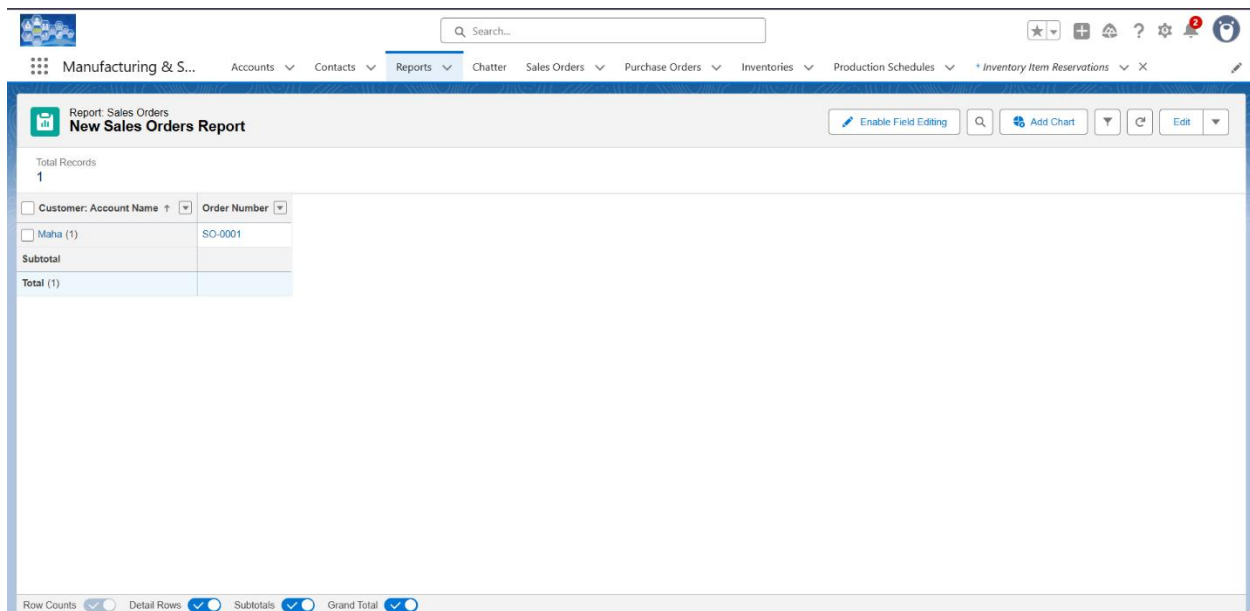 Search...
2
Manufacturing & S... Accounts Contacts Reports Chatter Sales Orders Purchase Orders Inventories Production Schedules * Inventory Item Reservations
Report: Sales Orders
New Sales Orders Report
Enable Field Editing Add Chart Edit
Total Records
1
Customer: Account Name ↑ Order Number
Maha (1) SO-0001
Subtotal
Total (1)
Row Counts Detail Rows Subtotals Grand Total